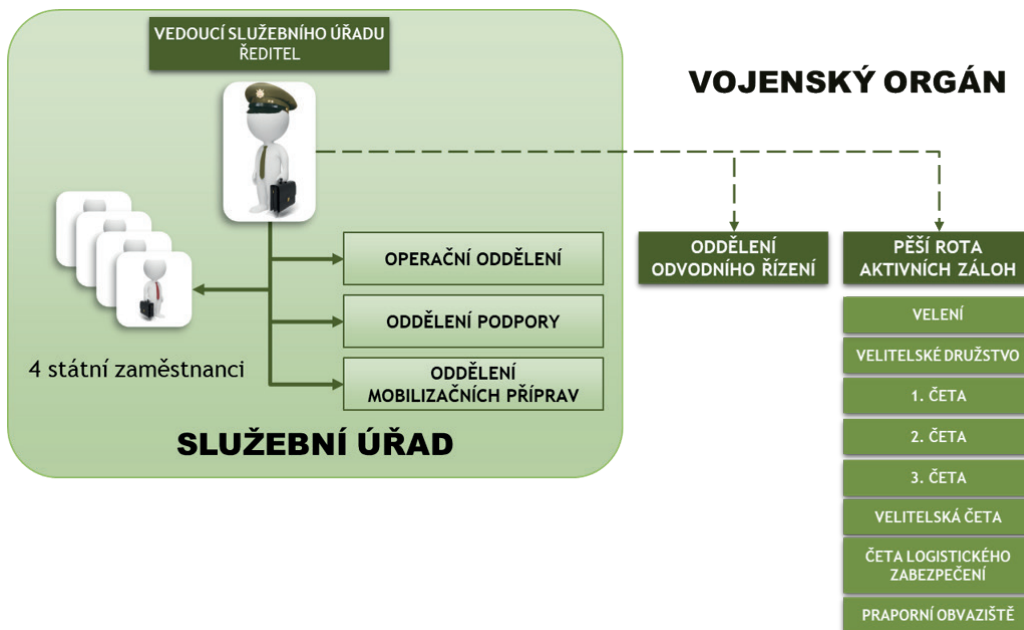 VEDOUCÍ SLUŽEBNÍHO ÚŘADU
ŘEDITEL
VOJENSKÝ ORGÁN
OPERAČNÍ ODDĚLENÍ
ODDĚLENÍ PODPORY
ODDĚLENÍ
MOBILIZAČNÍCH PŘÍPRAV
4 státní zaměstnanci
SLUŽEBNÍ ÚŘAD
ODDĚLENÍ
ODVODNÍHO ŘÍZENÍ
PĚŠÍ ROTA
AKTIVNÍCH ZÁLOH
VELENÍ
VELITELSKÉ DRUŽSTVO
1. ČETA
2. ČETA
3. ČETA
VELITELSKÁ ČETA
ČETA LOGISTICKÉHO
ZABEZPEČENÍ
PRAPORNÍ OBVAZIŠTĚ